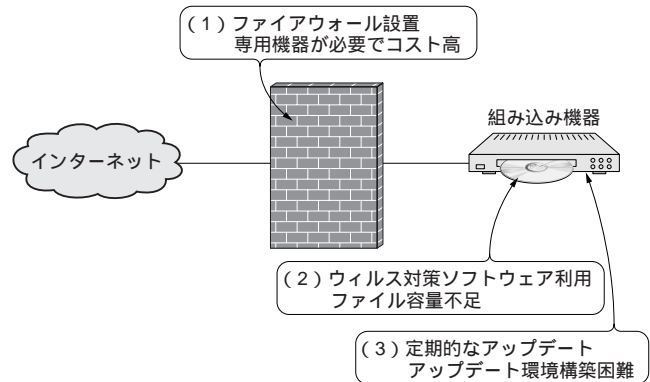 (1)ファイアウォール設置
専用機器が必要でコスト高
組み込み機器
インターネット
(2)ウィルス対策ソフトウェア利用
ファイル容量不足
(3)定期的なアップデート
アップデート環境構築困難